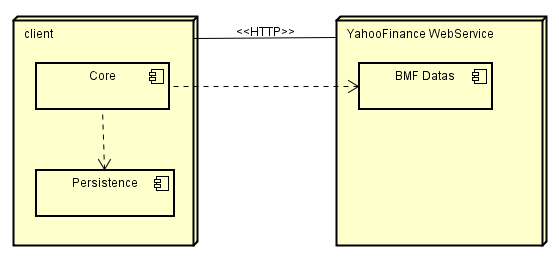 client
<<HTTP>>
YahooFinance WebService
Core
BMF Datas
Persistence